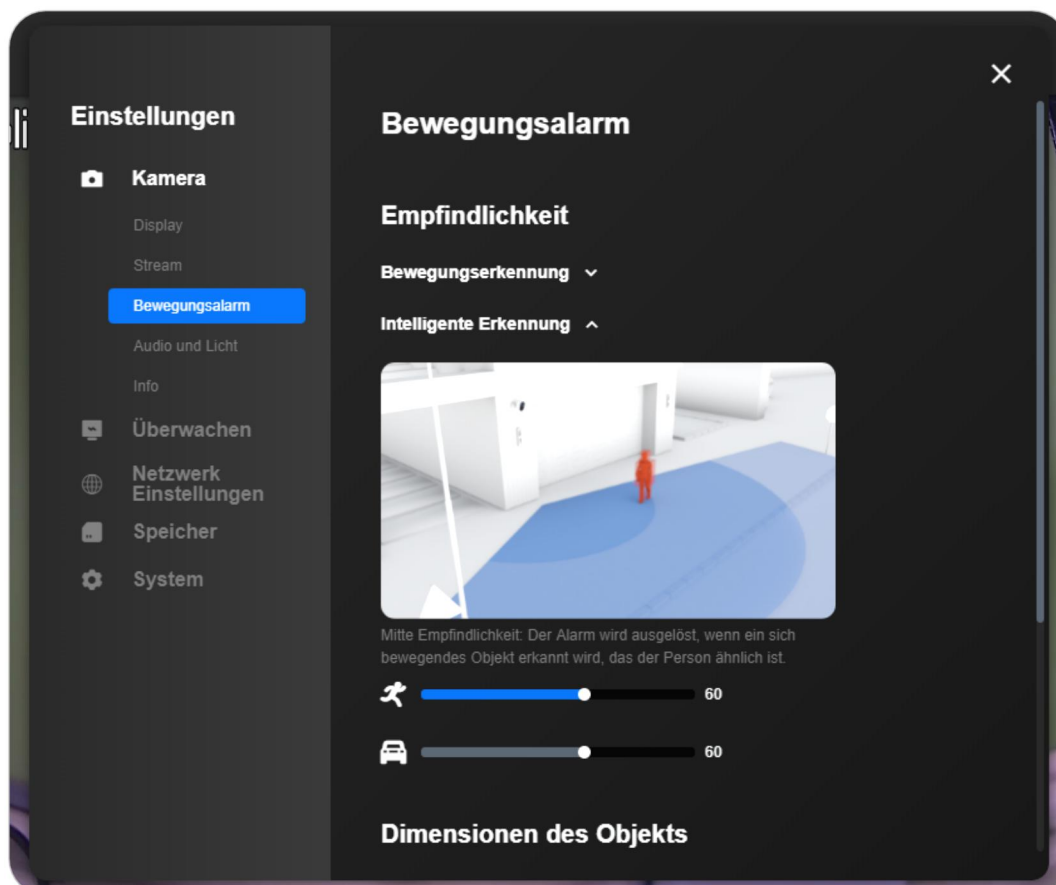 Einstellungen
Kamera
Display
Stream
Bewegungsalarm
Audio und Licht
Info
Überwachen
Netzwerk
Einstellungen
Speicher
System
Bewegungsalarm
Empfindlichkeit
Bewegungserkennung
Intelligente Erkennung
Mitte Empfindlichkeit: Der Alarm wird ausgelöst, wenn ein sich
bewegendes Objekt erkannt wird, das der Person ähnlich ist.
60
60
Dimensionen des Objekts